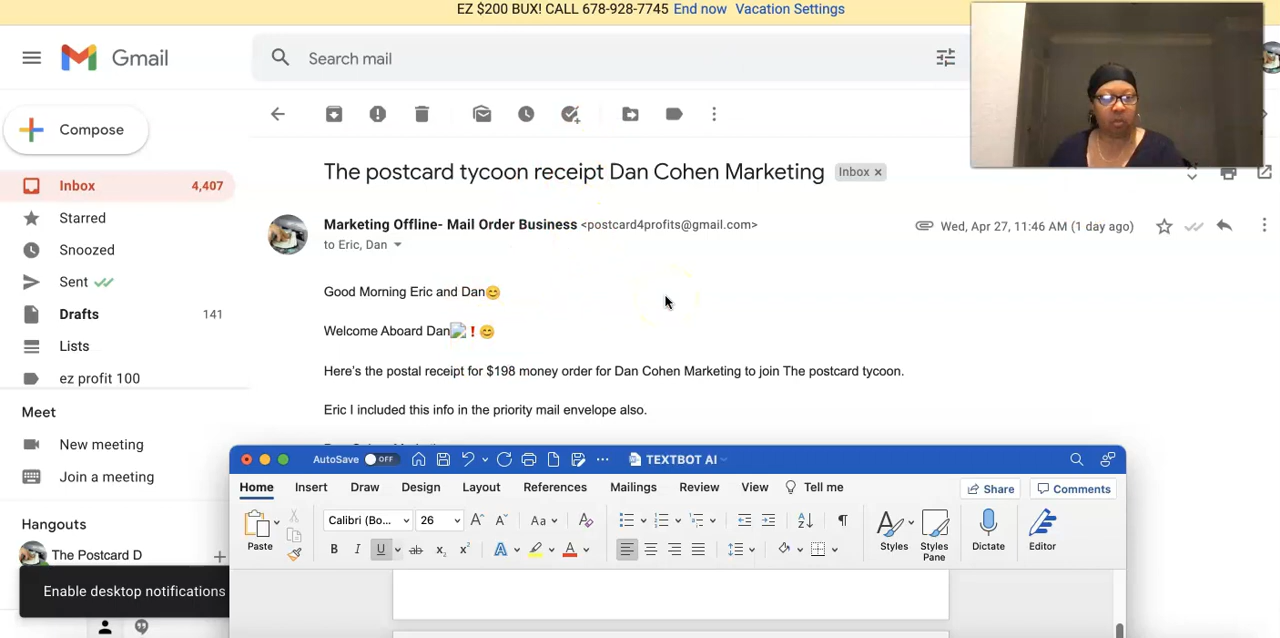 EZ $200 BUX! CALL 678-928-7745 End now Vacation Settings
Gmail
Search mail
Compose
The postcard tycoon receipt Dan Cohen Marketing Inbox x
Inbox 4,407
Starred
Marketing Offline- Mail Order Business <postcard4profits@gmail.com>
Wed, Apr 27, 11:46 AM (1 day ago)
to Eric, Dan
Snoozed
Sent
Good Morning Eric and Dan😊
Drafts 141
Welcome Aboard Dan❗😊
Lists
Here's the postal receipt for $198 money order for Dan Cohen Marketing to join The postcard tycoon.
ez profit 100
Eric I included this info in the priority mail envelope also.
Meet
New meeting
Join a meeting
Hangouts
The Postcard D
Enable desktop notifications
AutoSave OFF
TEXTBOT AI
Home Insert Draw Design Layout References Mailings Review View Tell me
Share Comments
Paste
Calibri (Bo... 26
Styles
Styles Pane
Dictate
Editor